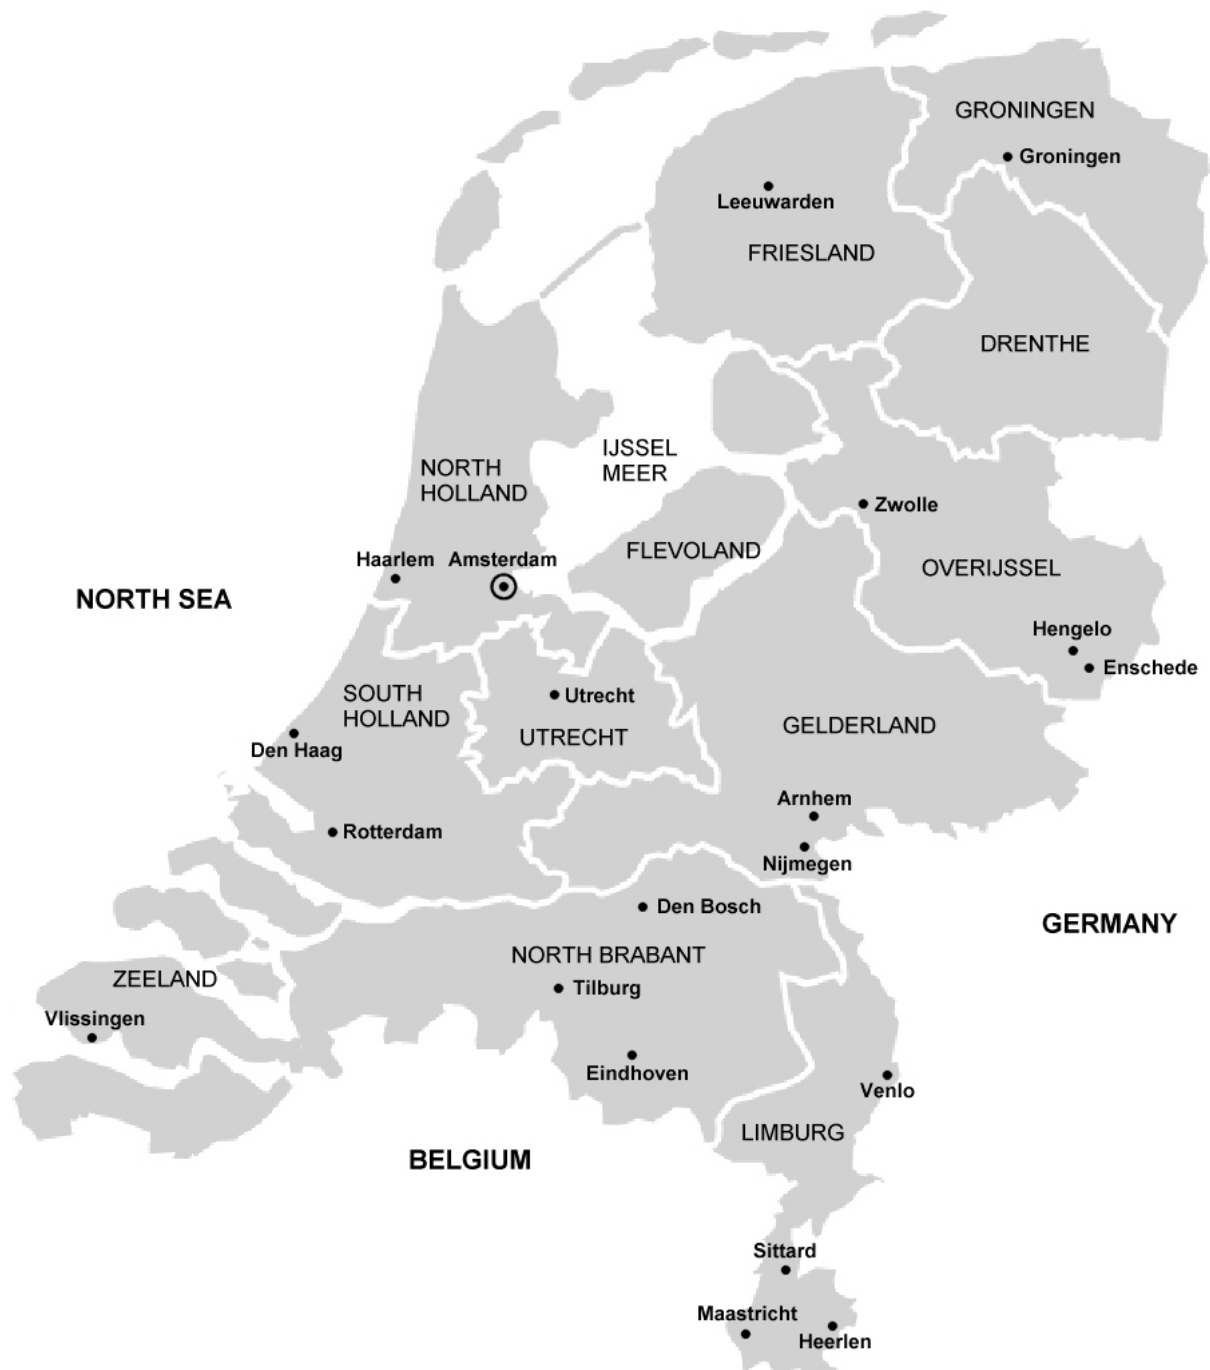 GRONINGEN
Groningen
Leeuwarden
FRIESLAND
DRENTHE
IJSSEL
MEER
NORTH
HOLLAND
Zwolle
FLEVOLAND
Haarlem
Amsterdam
OVERIJSSEL
NORTH SEA
Hengelo
Enschede
SOUTH
HOLLAND
Utrecht
UTRECHT
GELDERLAND
Den Haag
Arnhem
Rotterdam
Nijmegen
Den Bosch
GERMANY
NORTH BRABANT
ZEELAND
Tilburg
Vlissingen
Eindhoven
Venlo
LIMBURG
BELGIUM
Sittard
Maastricht
Heerlen